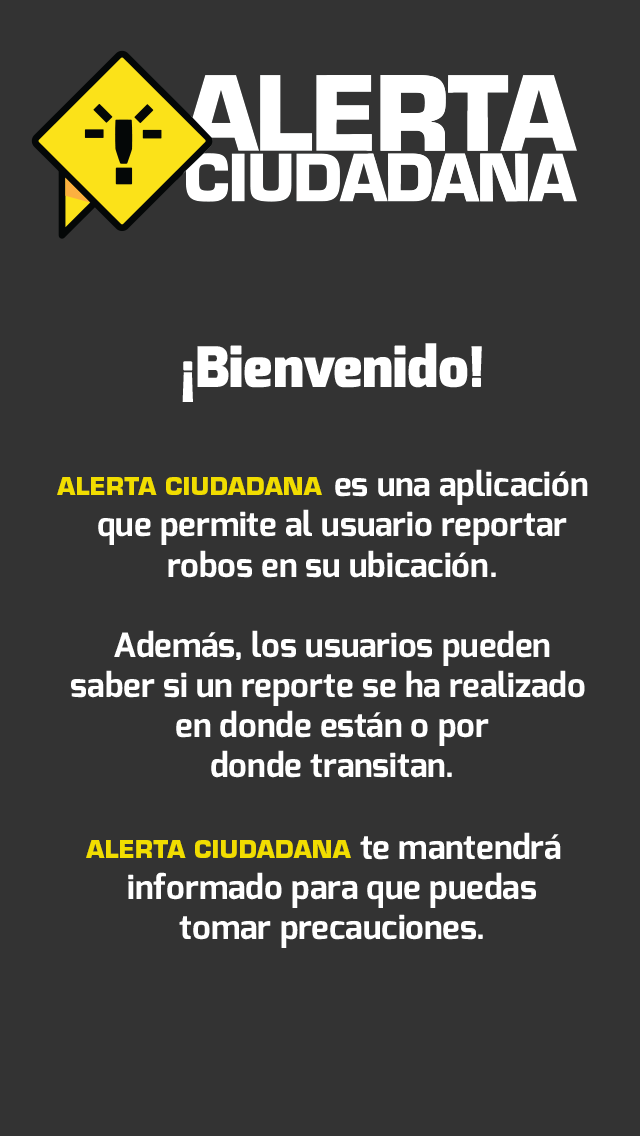 ALERTA
CIUDADANA
¡Bienvenido!
ALERTA CIUDADANA es una aplicación
que permite al usuario reportar
robos en su ubicación.
Además, los usuarios pueden
saber si un reporte se ha realizado
en donde están o por
donde transitan.
ALERTA CIUDADANA te mantendrá
informado para que puedas
tomar precauciones.